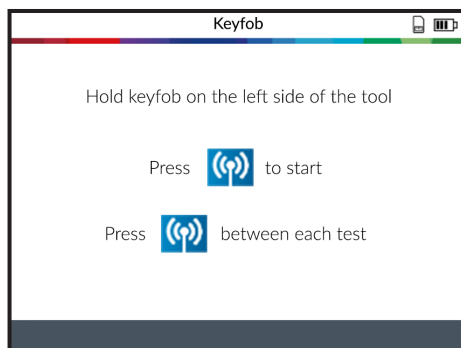 Keyfob
Hold keyfob on the left side of the tool
Press to start
Press between each test